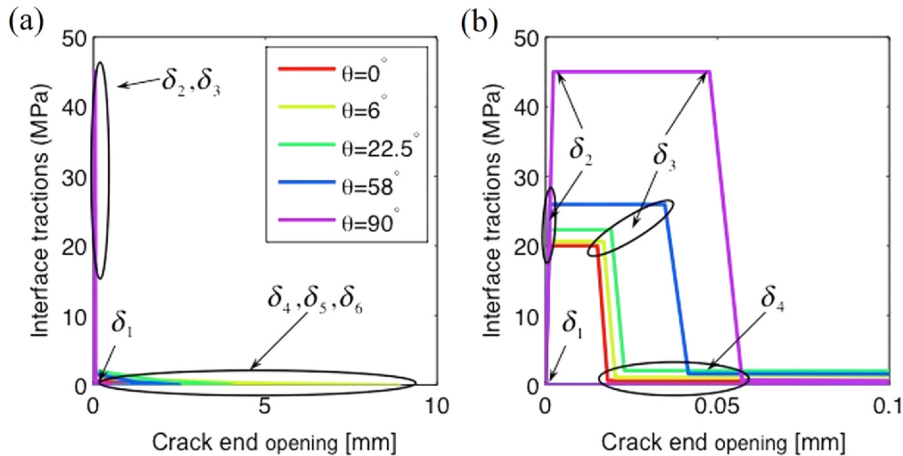 (a)
50
40
30
20
10
0
Interface tractions (MPa)
δ2,δ3
θ=0°
θ=6°
θ=22.5°
θ=58°
θ=90°
δ4,δ5,δ6
δ1
0
5
10
Crack end opening [mm]
(b)
50
40
30
20
10
0
Interface tractions (MPa)
δ2
δ3
δ4
δ1
0
0.05
0.1
Crack end opening [mm]